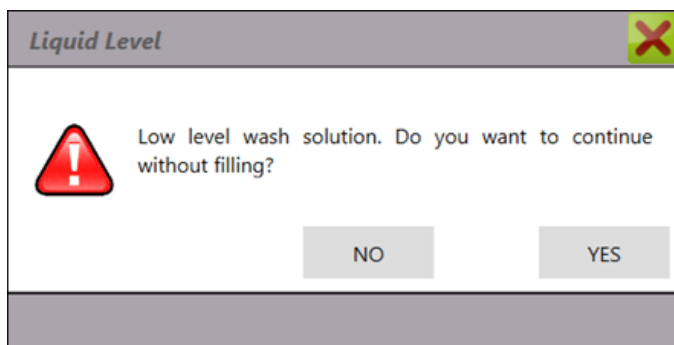 Liquid Level
Low level wash solution. Do you want to continue
without filling?
NO
YES